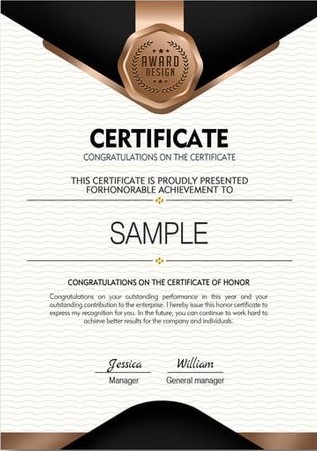 AWARD
DESIGN
CERTIFICATE
CONGRATULATIONS ON THE CERTIFICATE
THIS CERTIFICATE IS PROUDLY PRESENTED
FORHONORABLE ACHIEVEMENT TO
SAMPLE
CONGRATULATIONS ON THE CERTIFICATE OF HONOR
Congratulations on your outstanding performance in this year and your
outstanding contribution to the enterprise. I hereby issue this honor certificate to
express my recognition for you. In the future, you can continue to work hard to
achieve better results for the company and individuals.
Jessica William
Manager General manager